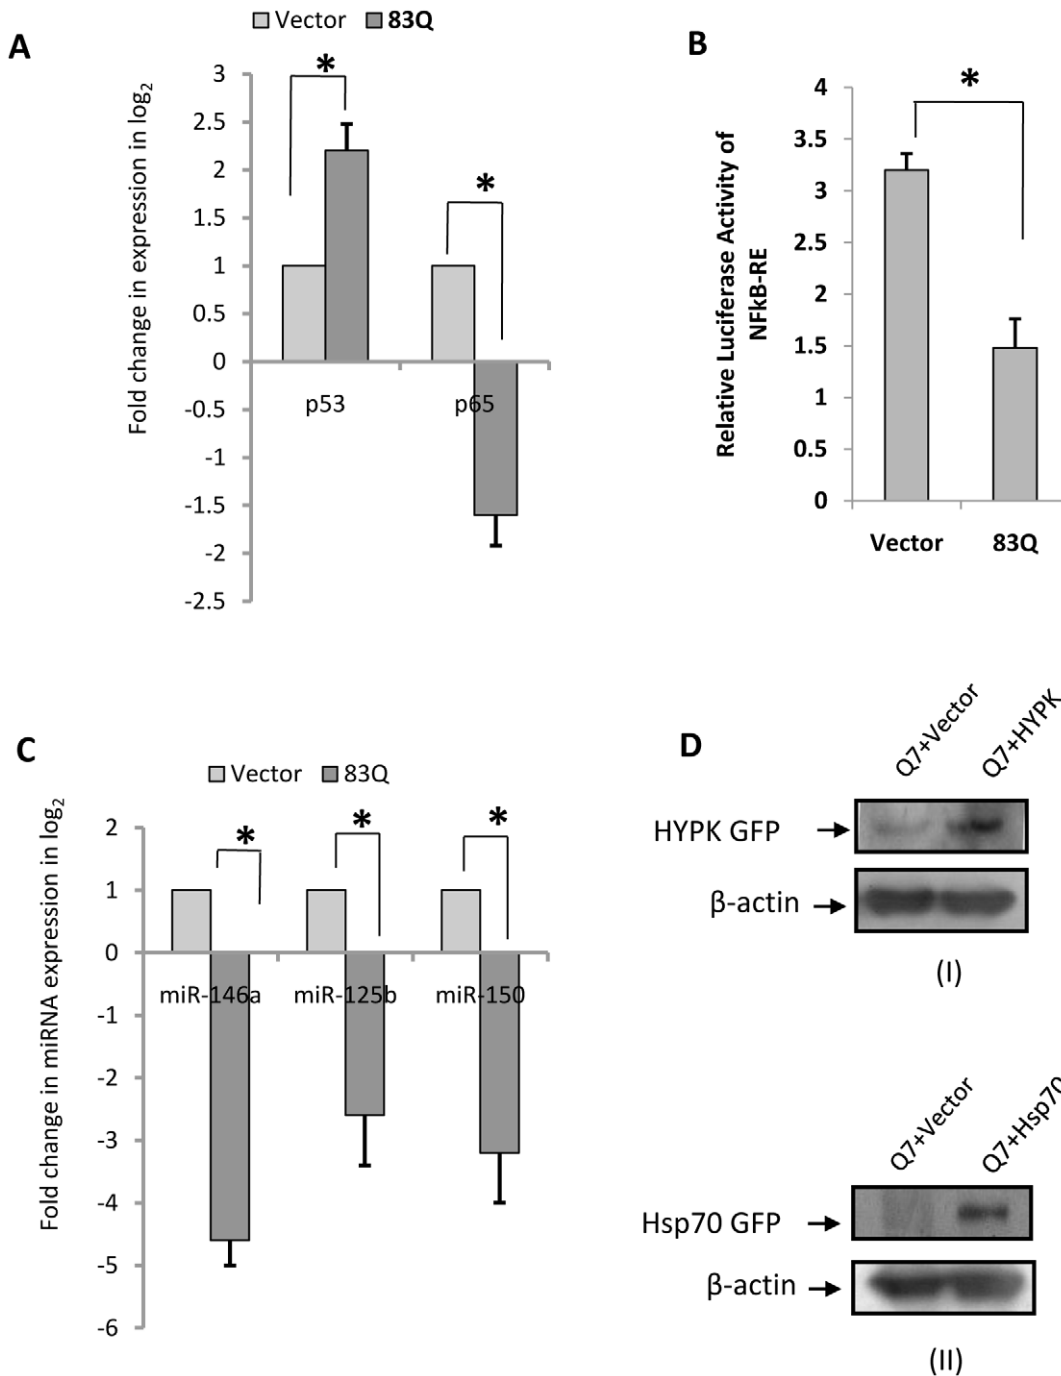 A
Vector 83Q
Fold change in expression in log2
3
2.5
2
1.5
1
0.5
0
-0.5
-1
-1.5
-2
-2.5
*
*
p53
p65
B
Relative Luciferase Activity of
NFkB-RE
4
3.5
3
2.5
2
1.5
1
0.5
0
*
Vector
83Q
C
Vector 83Q
Fold change in miRNA expression in log2
2
1
0
-1
-2
-3
-4
-5
-6
*
*
*
miR-146a
miR-125b
miR-150
D
Q7+Vector
Q7+HYPK
HYPK GFP
β-actin
(I)
Q7+Vector
Q7+Hsp70
Hsp70 GFP
β-actin
(II)